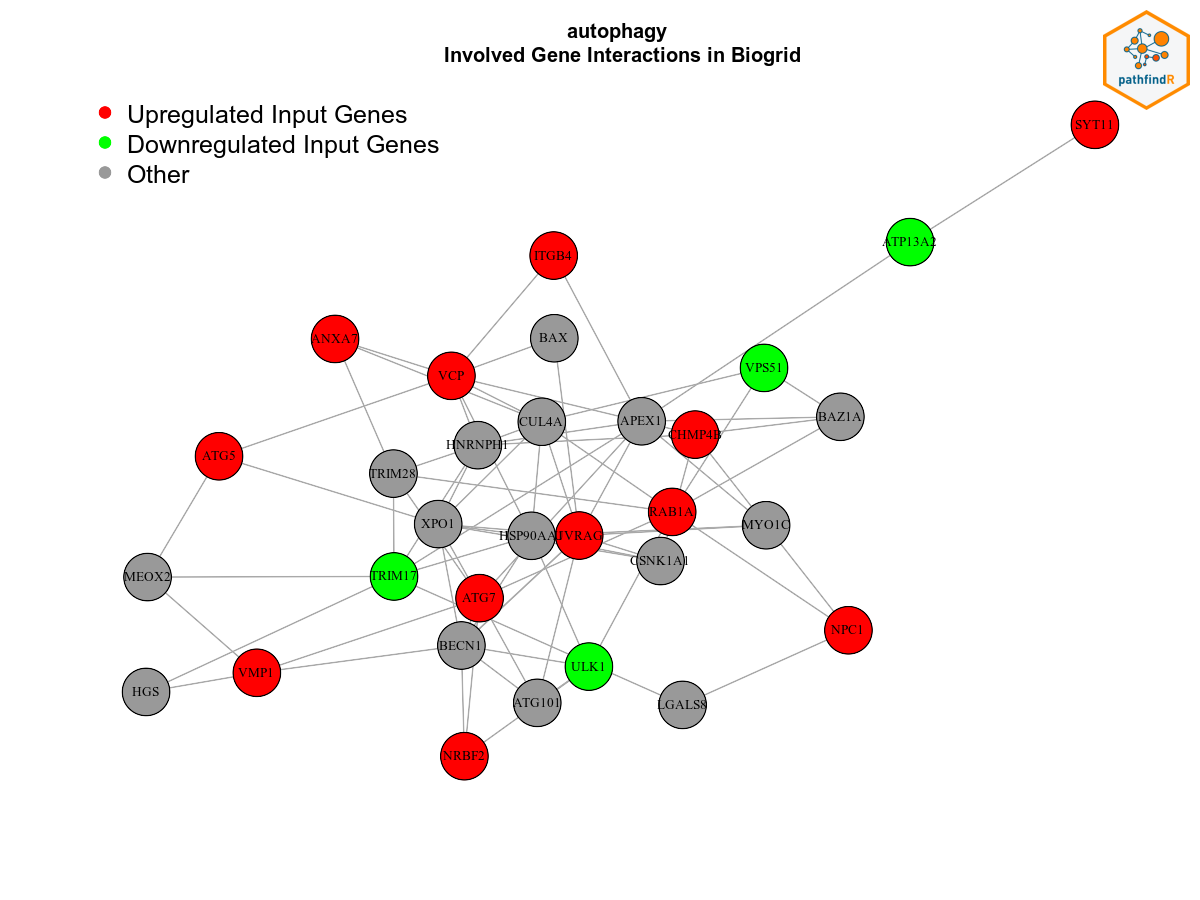 autophagy
Involved Gene Interactions in Biogrid
pathfindR
Upregulated Input Genes
Downregulated Input Genes
Other
SYT11
ATP13A2
ITGB4
ANXA7
BAX
VCP
VPS51
CUL4A
APEX1
BAZ1A
CHMP4B
HNRNPH1
ATG5
TRIM28
RAB1A
XPO1
MYO1C
HSP90AA1
UVRAG
CSNK1A1
MEOX2
TRIM17
ATG7
NPC1
BECN1
VMP1
ULK1
HGS
ATG101
LGALS8
NRBF2